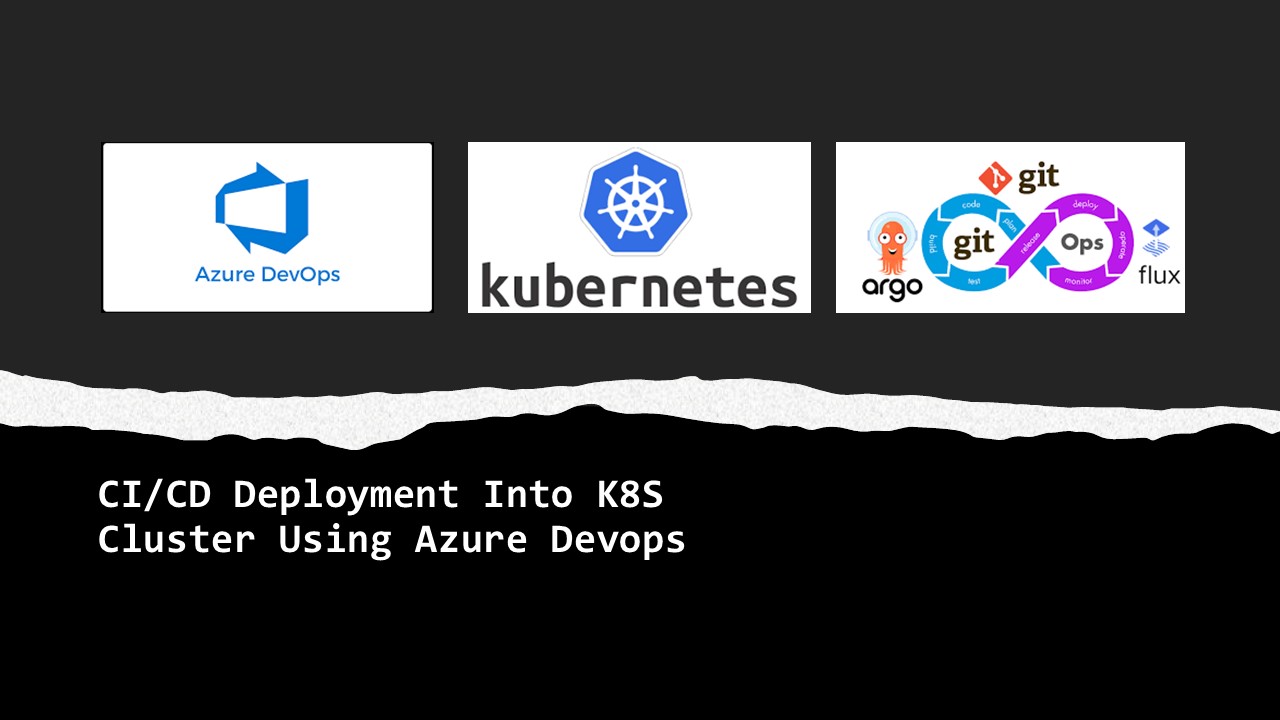 Azure DevOps
kubernetes
git
code
plan
build
git
test
release
deploy
Ops
operate
monitor
argo
flux
CI/CD Deployment Into K8S
Cluster Using Azure Devops